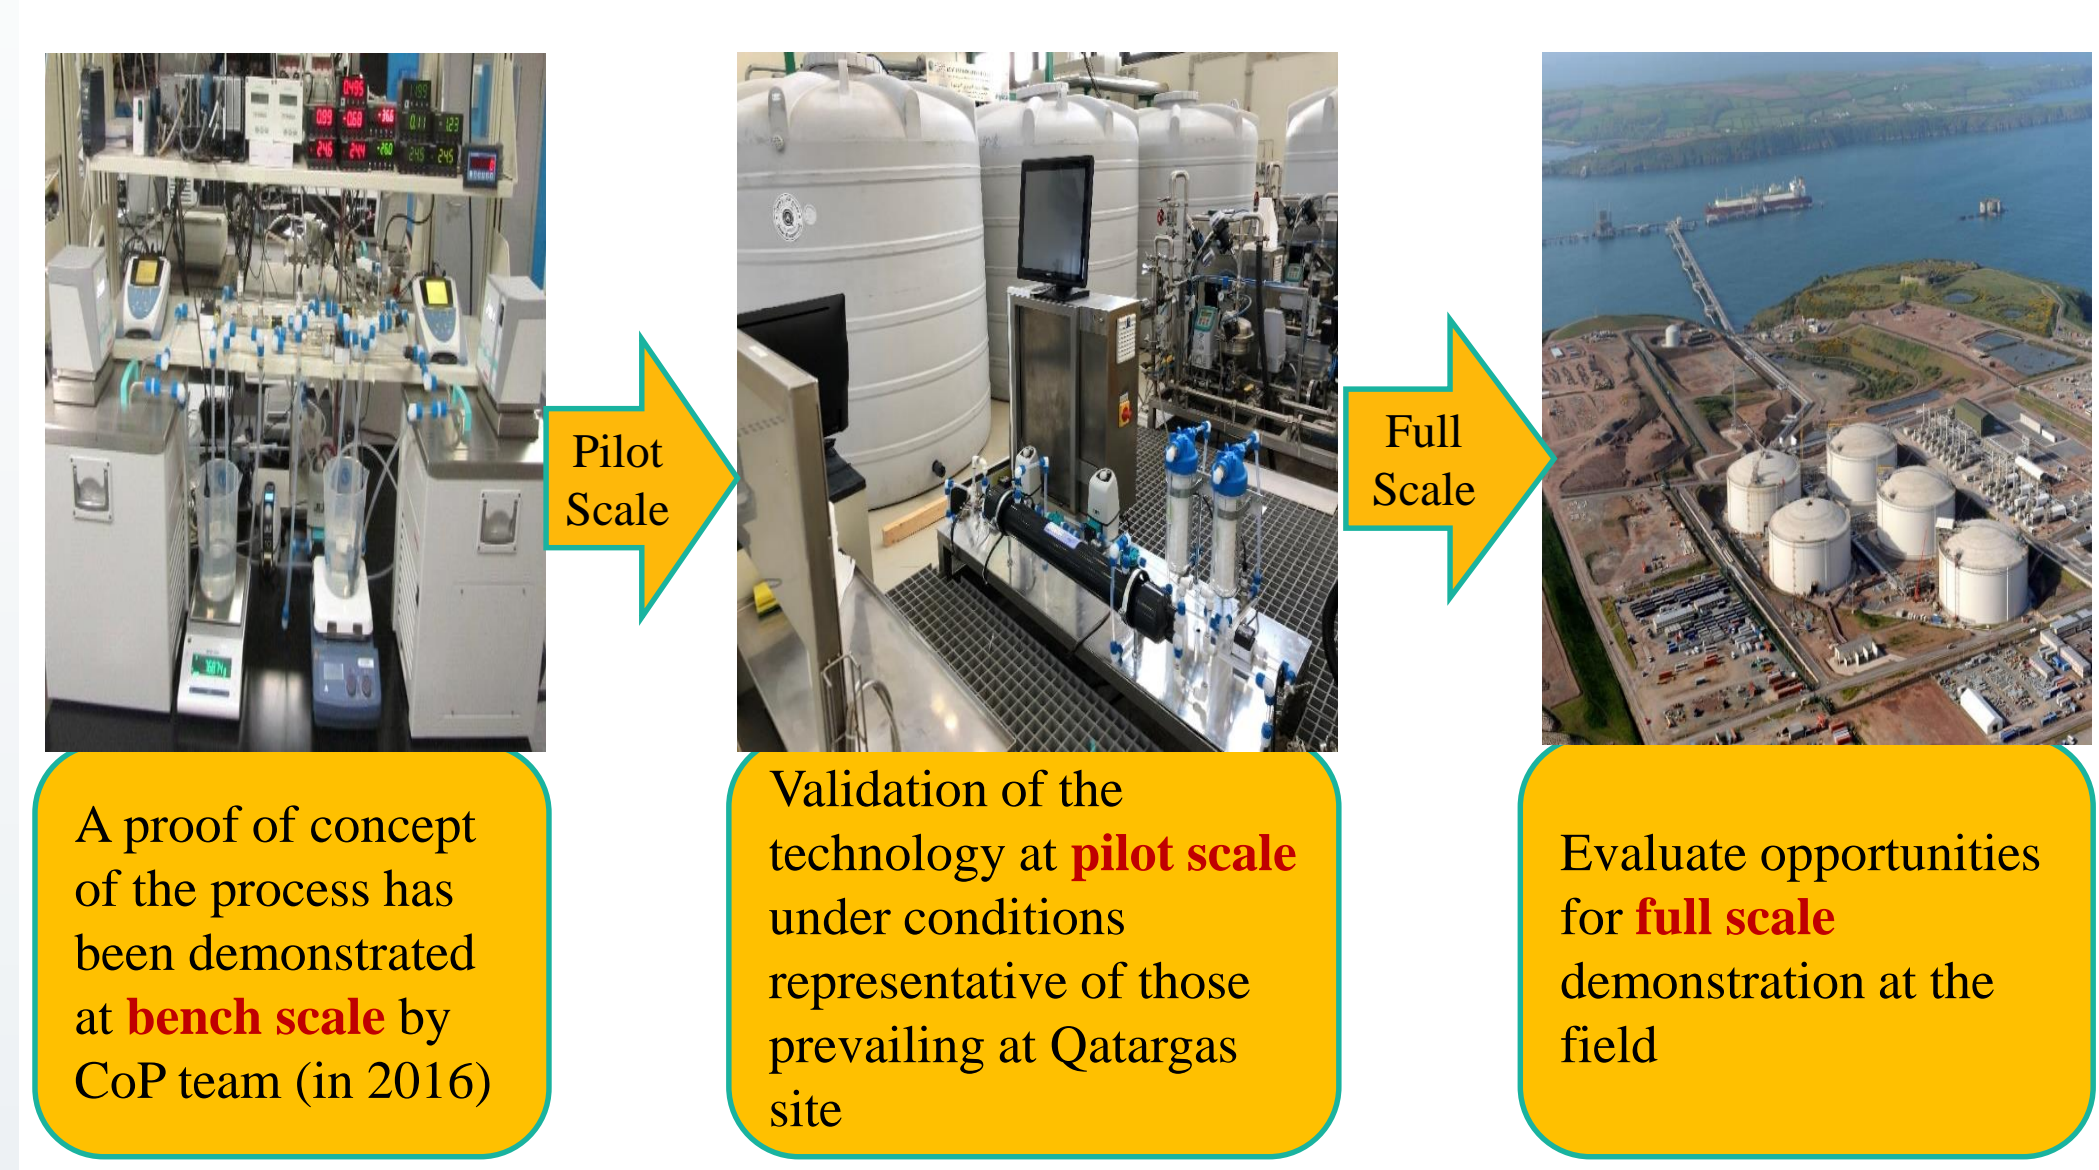 Pilot
Scale
Full
Scale
A proof of concept
of the process has
been demonstrated
at bench scale by
CoP team (in 2016)
Validation of the
technology at pilot scale
under conditions
representative of those
prevailing at Qatargas
site
Evaluate opportunities
for full scale
demonstration at the
field